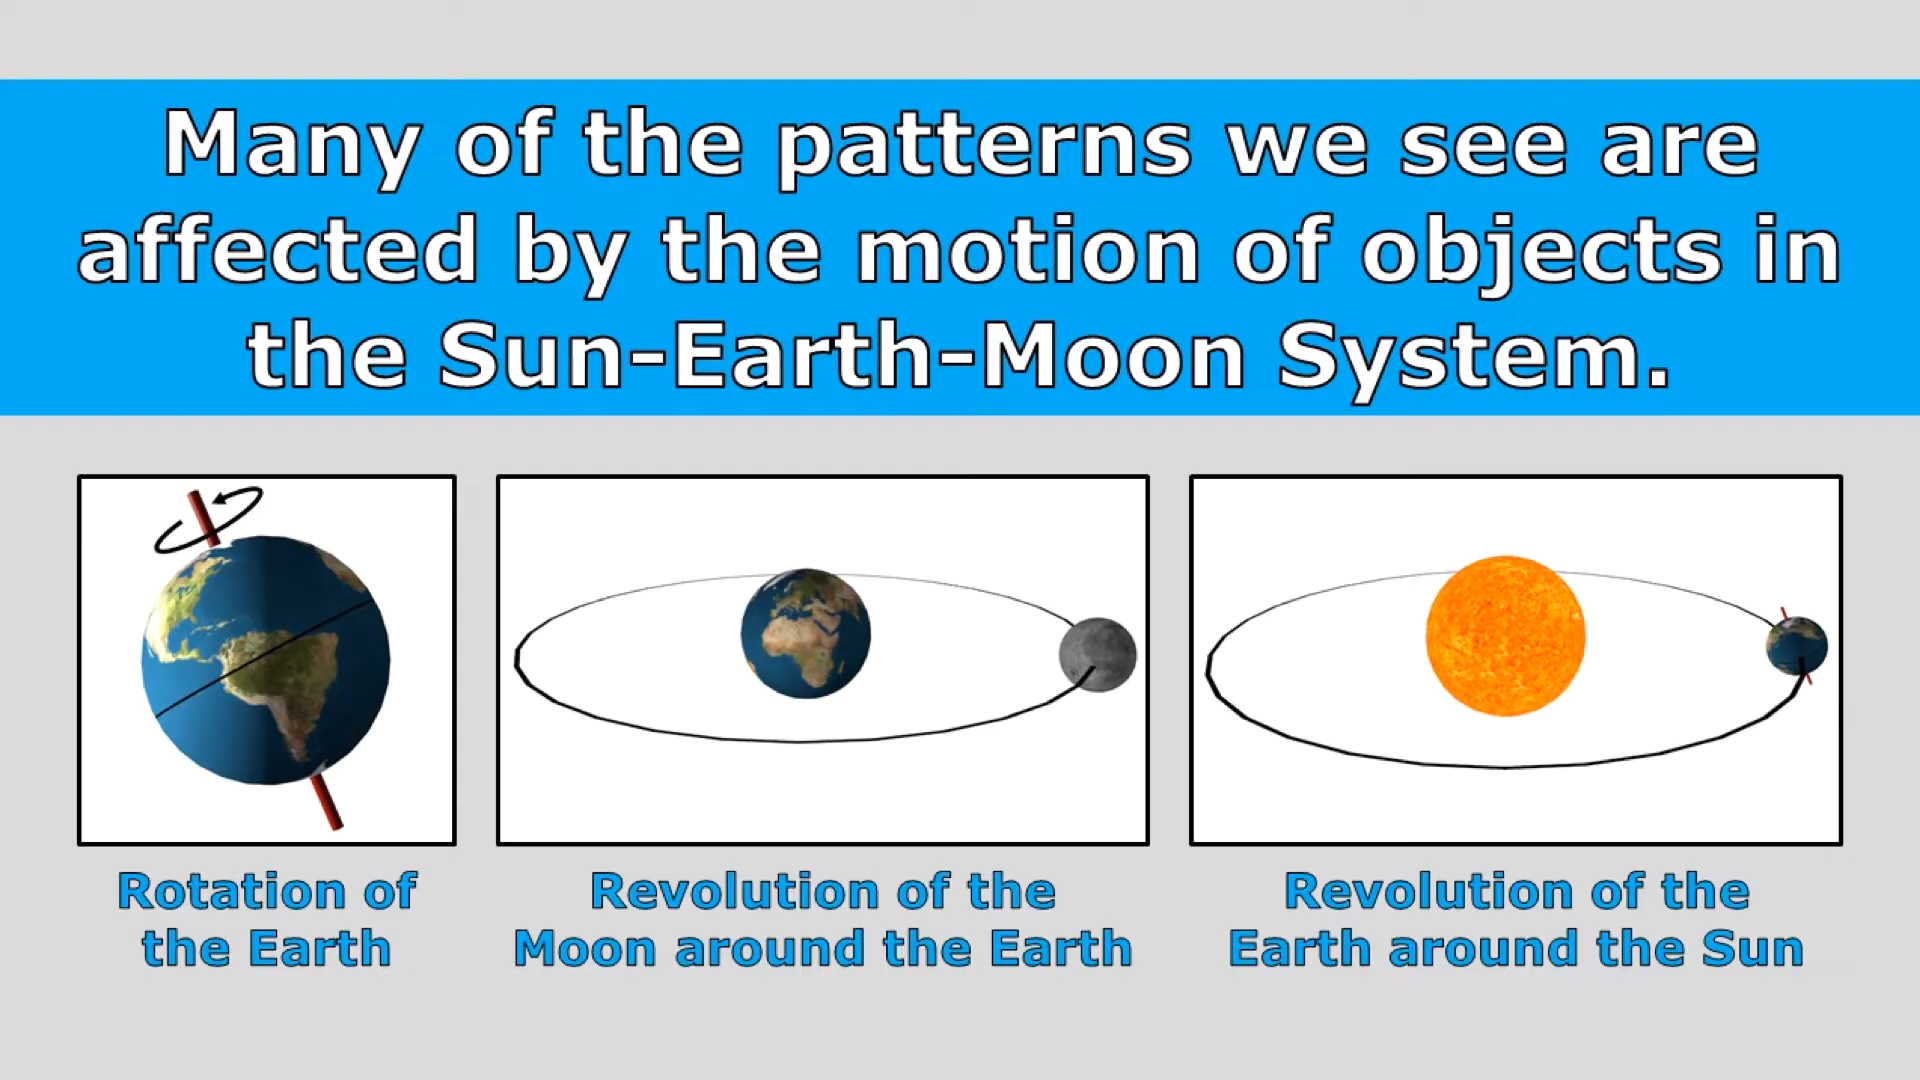 Many of the patterns we see are
affected by the motion of objects in
the Sun-Earth-Moon System.
Rotation of
the Earth
Revolution of the
Moon around the Earth
Revolution of the
Earth around the Sun